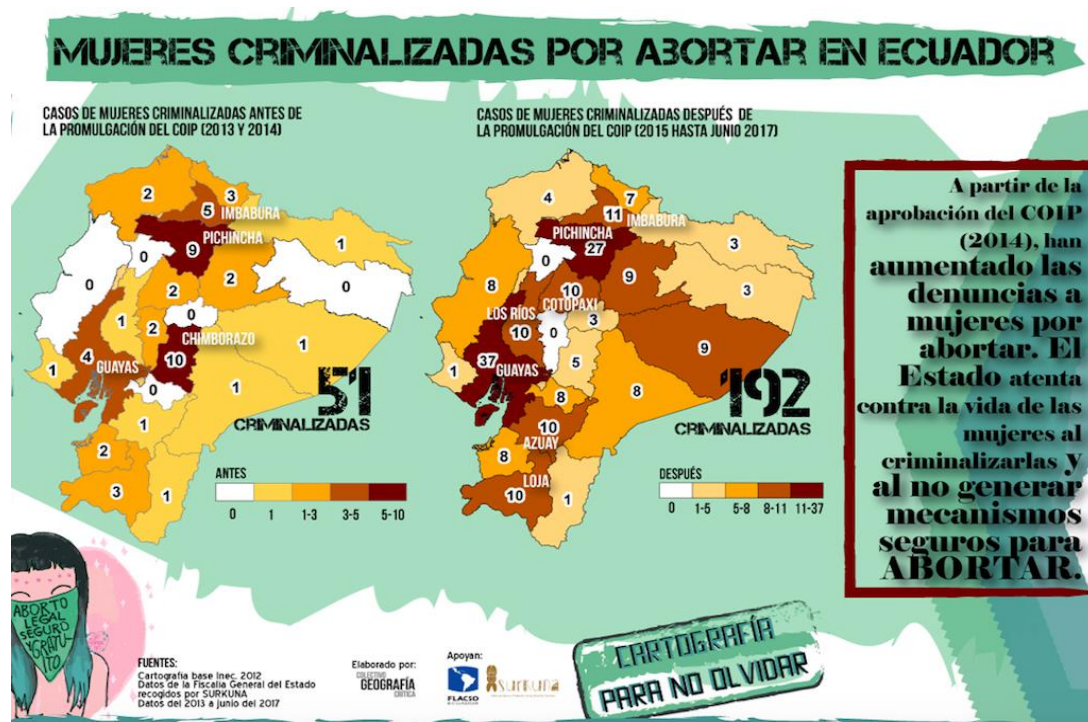 MUJERES CRIMINALIZADAS POR ABORTAR EN ECUADOR
CASOS DE MUJERES CRIMINALIZADAS ANTES DE
LA PROMULGACIÓN DEL COIP (2013 Y 2014)
2
3
5
IMBABURA
PICHINCHA
9
0
1
0
2
0
2
0
1
2
CHIMBORAZO
1
4
10
1
GUAYAS
0
1
1
2
3
1
51
CRIMINALIZADAS
ANTES
0 1 1-3 3-5 5-10
CASOS DE MUJERES CRIMINALIZADAS DESPUÉS DE
LA PROMULGACIÓN DEL COIP (2015 HASTA JUNIO 2017)
4
7
11
IMBABURA
PICHINCHA
27
3
0
9
3
8
10
COTOPAXI
LOS RÍOS
10
0
3
9
37
5
1
GUAYAS
8
8
10
AZUAY
8
LOJA
10
1
192
CRIMINALIZADAS
DESPUÉS
0 1-5 5-8 8-11 11-37
A partir de la
aprobación del COIP
(2014), han
aumentado las
denuncias a
mujeres por
abortar. El
Estado atenta
contra la vida de las
mujeres al
criminalizarlas y
al no generar
mecanismos
seguros para
ABORTAR.
ABORTO
LEGAL
SEGURO
YGRATU-
ITO
FUENTES:
Cartografía base Inec. 2012
Datos de la Fiscalia General del Estado
recogidos por SURKUNA
Datos del 2013 a junio del 2017
Elaborado por:
COLECTIVO
GEOGRAFÍA
CRÍTICA
Apoyan:
FLACSO
surkuna
CARTOGRAFÍA
PARA NO OLVIDAR